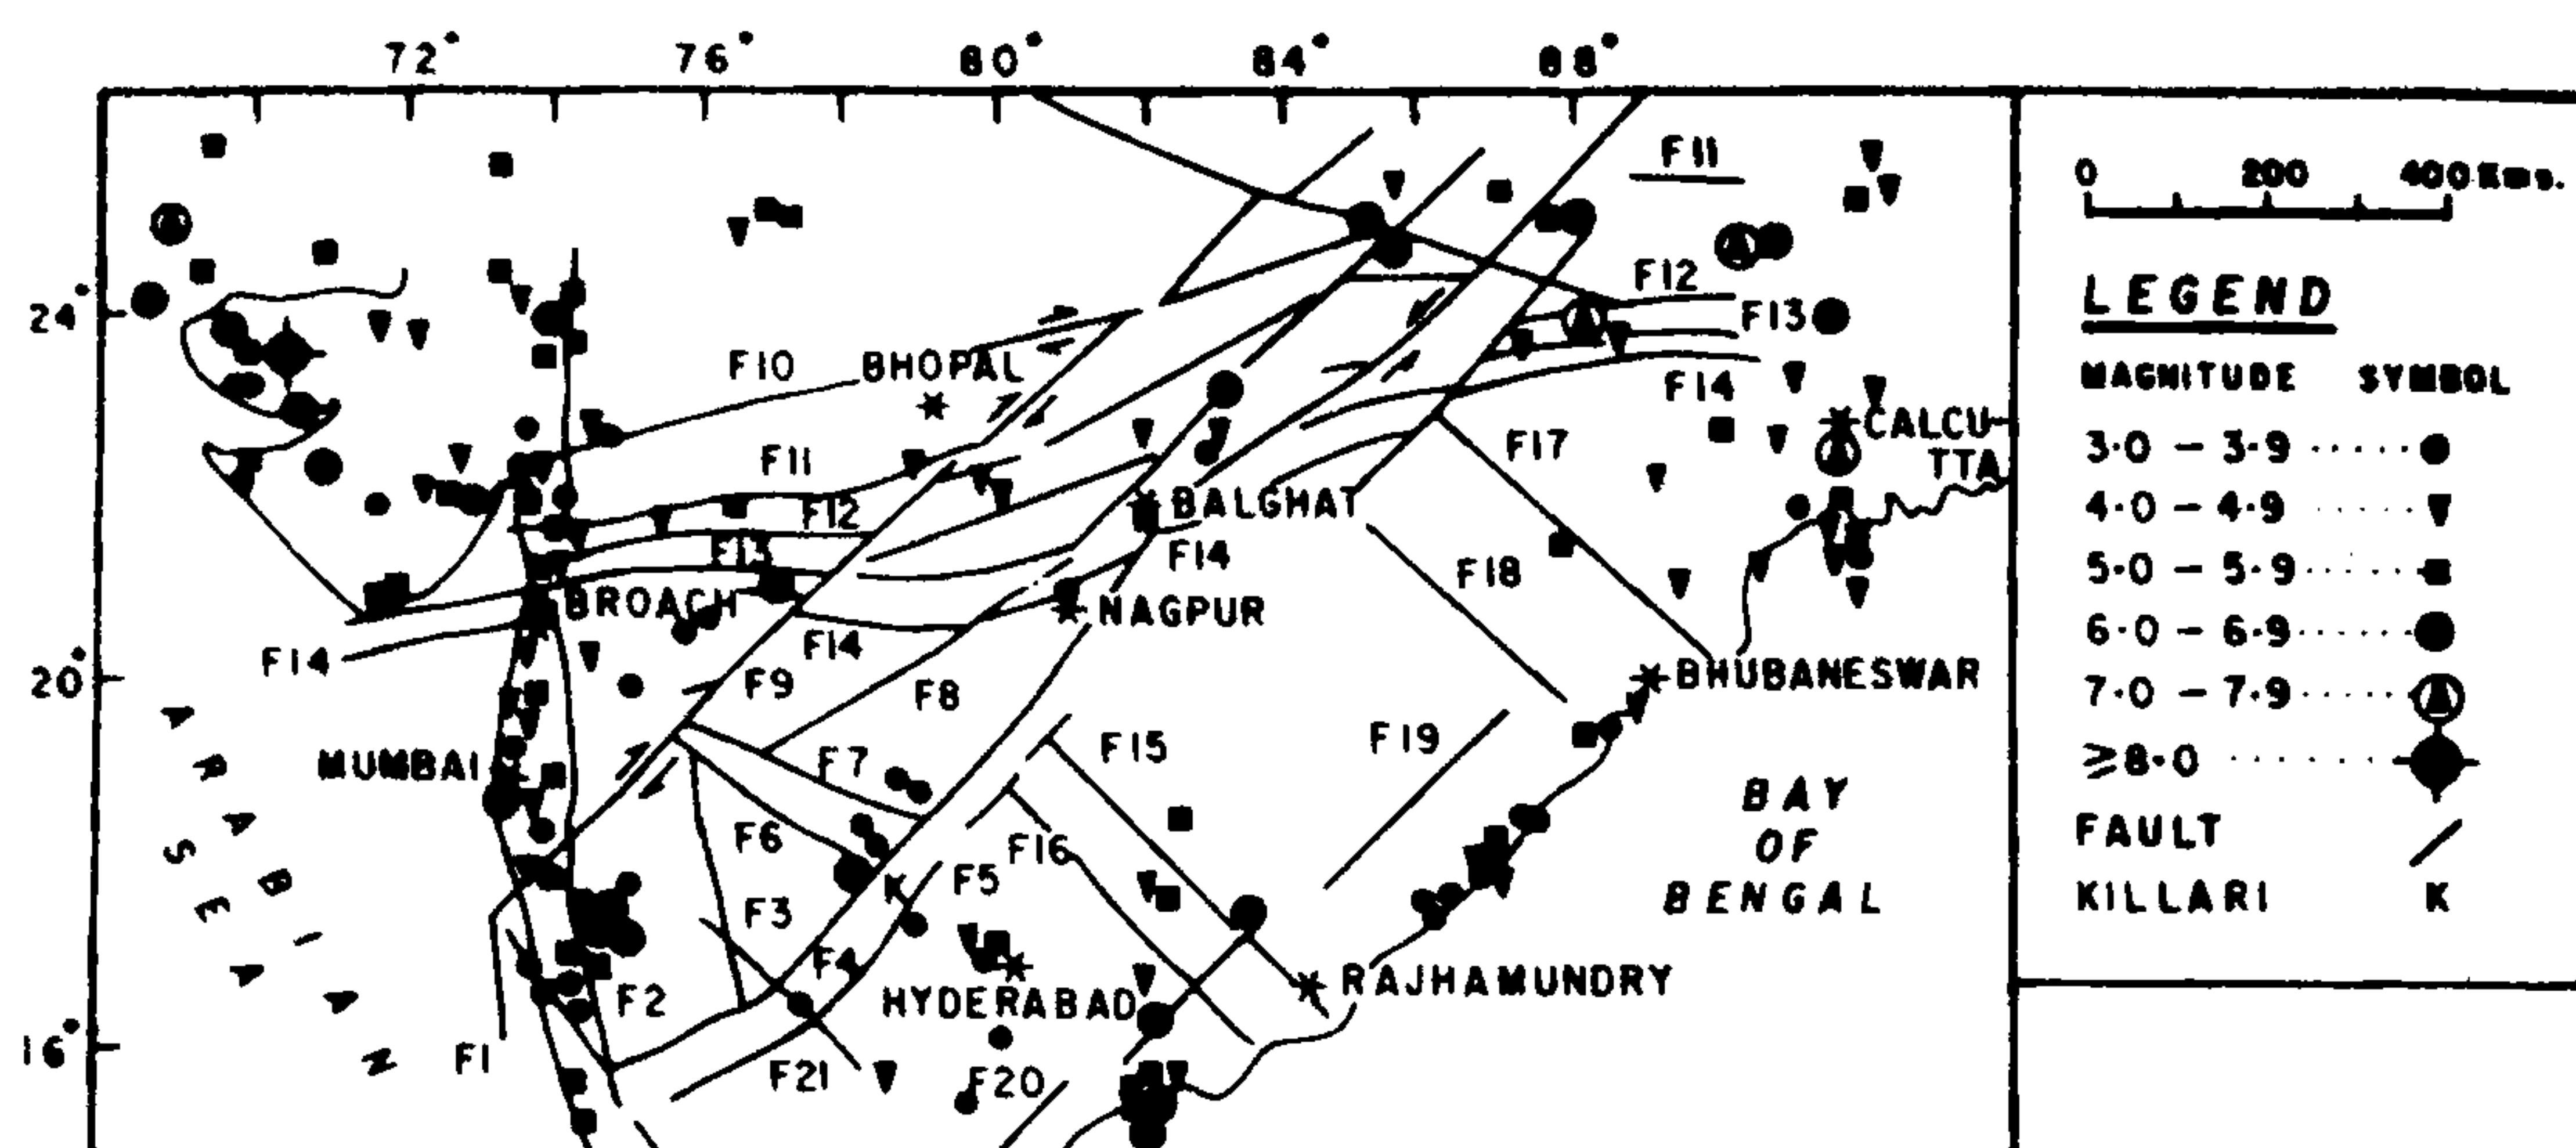 72° 76° 80° 84° 88°
24°
20°
16°
F11
F12
F13
F14
F10
BHOPAL
F11
F12
F13
CALCU-
TTA
F17
BALGHAT
F14
F18
BROACH
NAGPUR
F14
F14
F9
F8
BHUBANESWAR
MUMBAI
F7
F15
F19
F6
F16
F5
K
F3
F4
HYDERABAD
RAJHAMUNDRY
F2
F1
F21
F20
ARABIAN
SEA
BAY
OF
BENGAL
0 200 400 Kms.
LEGEND
MAGNITUDE SYMBOL
3·0 – 3·9
4·0 – 4·9
5·0 – 5·9
6·0 – 6·9
7·0 – 7·9
≥8·0
FAULT
KILLARI K